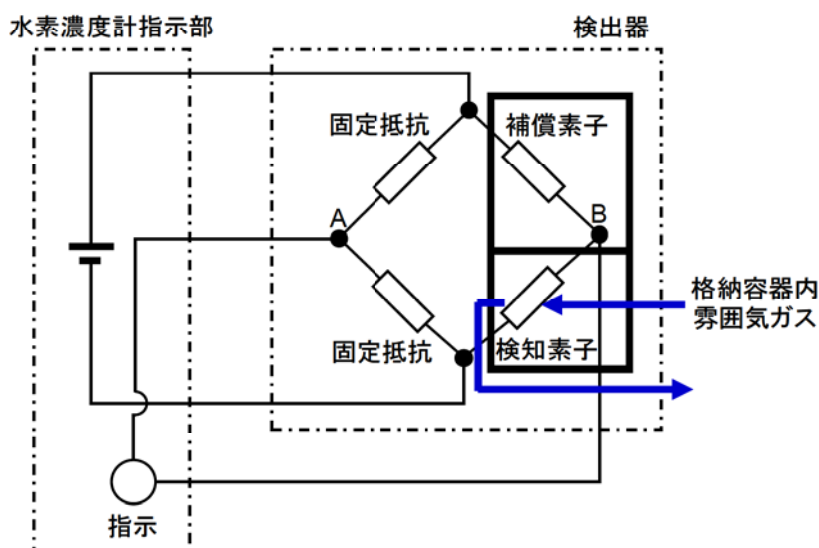 水素濃度計指示部
検出器
固定抵抗
補償素子
A
B
格納容器内
雰囲気ガス
固定抵抗
検知素子
指示